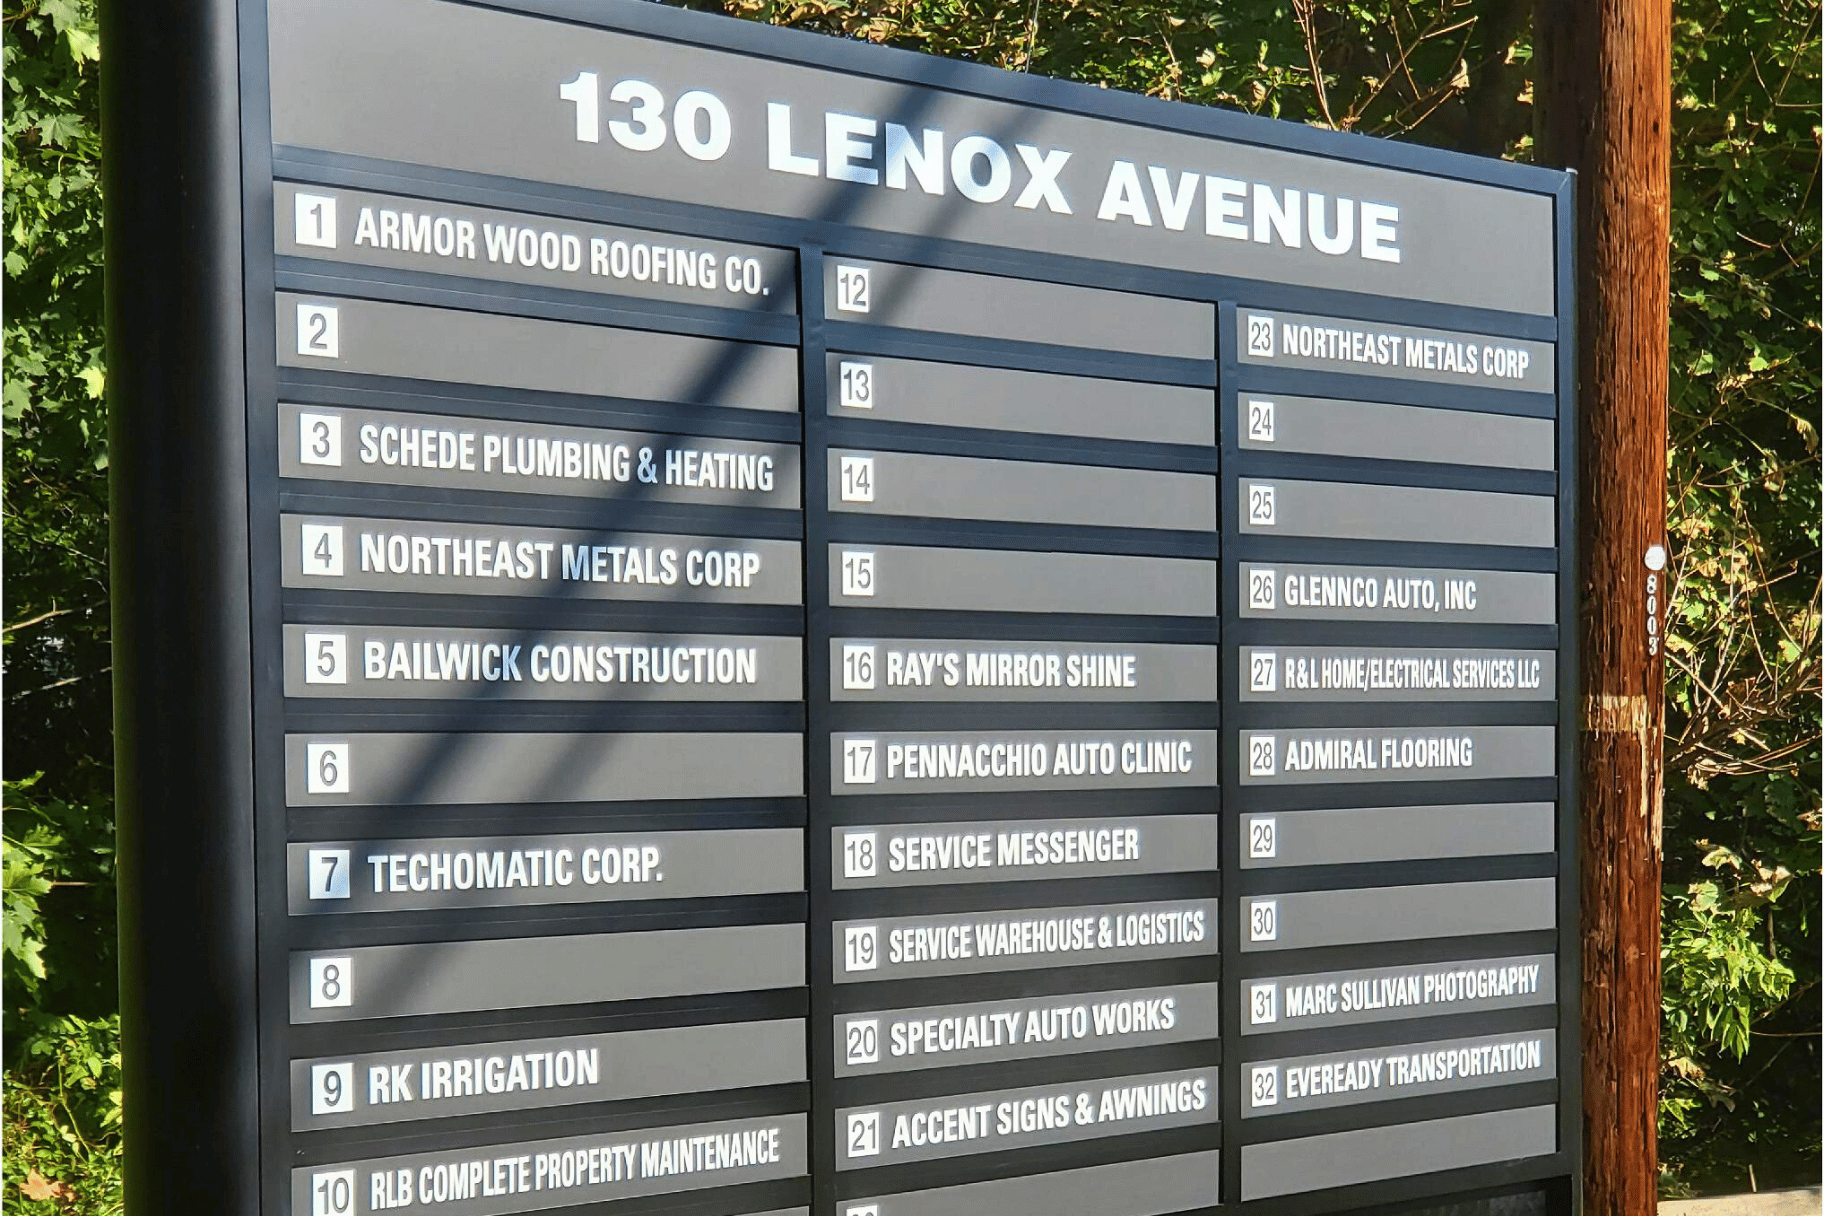 130 LENOX AVENUE
1 ARMOR WOOD ROOFING CO.
2
3 SCHEDE PLUMBING & HEATING
4 NORTHEAST METALS CORP
5 BAILWICK CONSTRUCTION
6
7 TECHOMATIC CORP.
8
9 RK IRRIGATION
10 RLB COMPLETE PROPERTY MAINTENANCE
12
13
14
15
16 RAY'S MIRROR SHINE
17 PENNACCHIO AUTO CLINIC
18 SERVICE MESSENGER
19 SERVICE WAREHOUSE & LOGISTICS
20 SPECIALTY AUTO WORKS
21 ACCENT SIGNS & AWNINGS
23 NORTHEAST METALS CORP
24
25
26 GLENNCO AUTO, INC
27 R&L HOME/ELECTRICAL SERVICES LLC
28 ADMIRAL FLOORING
29
30
31 MARC SULLIVAN PHOTOGRAPHY
32 EVEREADY TRANSPORTATION
8003